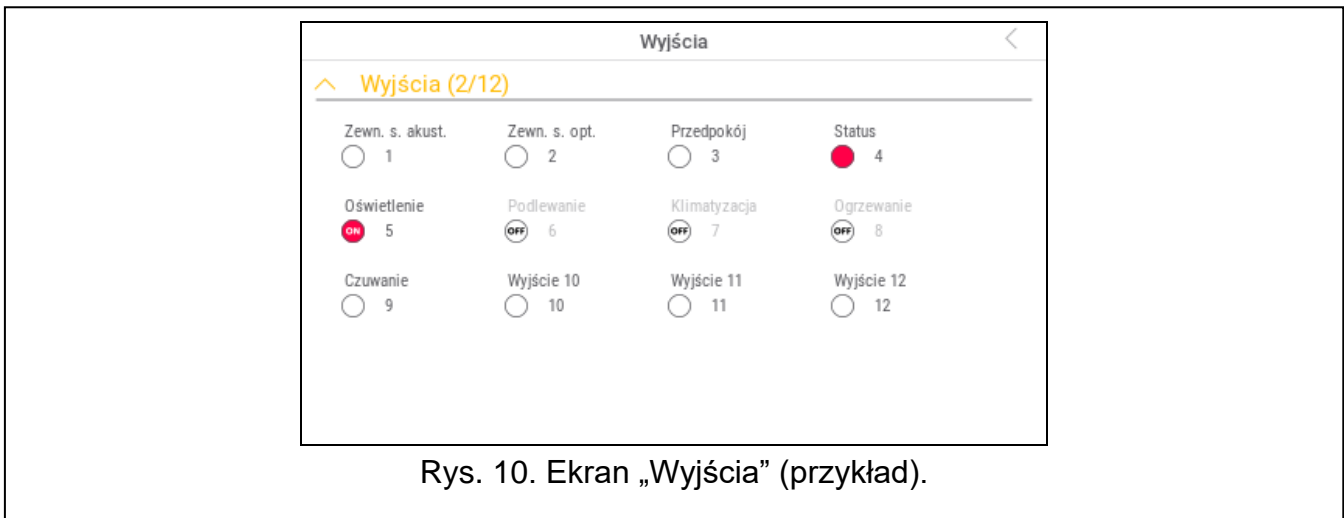 Wyjścia
Wyjścia (2/12)
Zewn. s. akust. Zewn. s. opt. Przedpokój Status
1 2 3 4
Oświetlenie Podlewanie Klimatyzacja Ogrzewanie
ON 5 OFF 6 OFF 7 OFF 8
Czuwanie Wyjście 10 Wyjście 11 Wyjście 12
9 10 11 12
Rys. 10. Ekran „Wyjścia” (przykład).